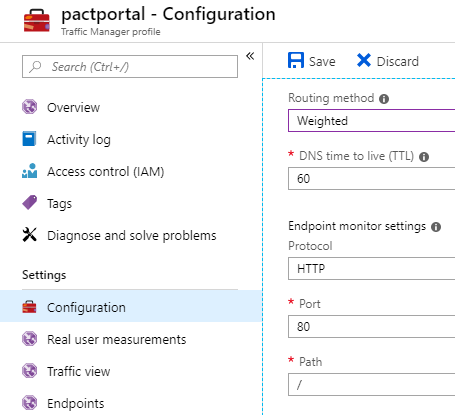 pactportal - Configuration
Traffic Manager profile
Search (Ctrl+/)
«
Overview
Activity log
Access control (IAM)
Tags
Diagnose and solve problems
Settings
Configuration
Real user measurements
Traffic view
Endpoints
Save Discard
Routing method
Weighted
* DNS time to live (TTL)
60
Endpoint monitor settings
Protocol
HTTP
* Port
80
* Path
/